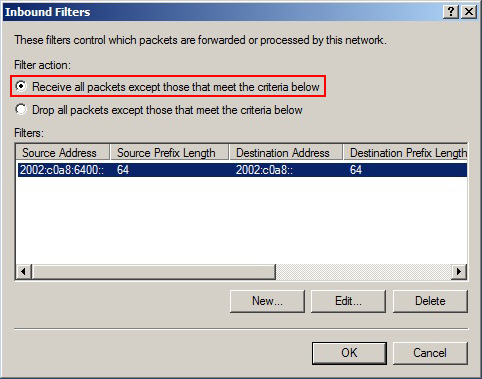 Inbound Filters
These filters control which packets are forwarded or processed by this network.
Filter action:
Receive all packets except those that meet the criteria below
Drop all packets except those that meet the criteria below
Filters:
Source Address Source Prefix Length Destination Address Destination Prefix Length
2002:c0a8:6400:: 64 2002:c0a8:: 64
New... Edit... Delete
OK Cancel